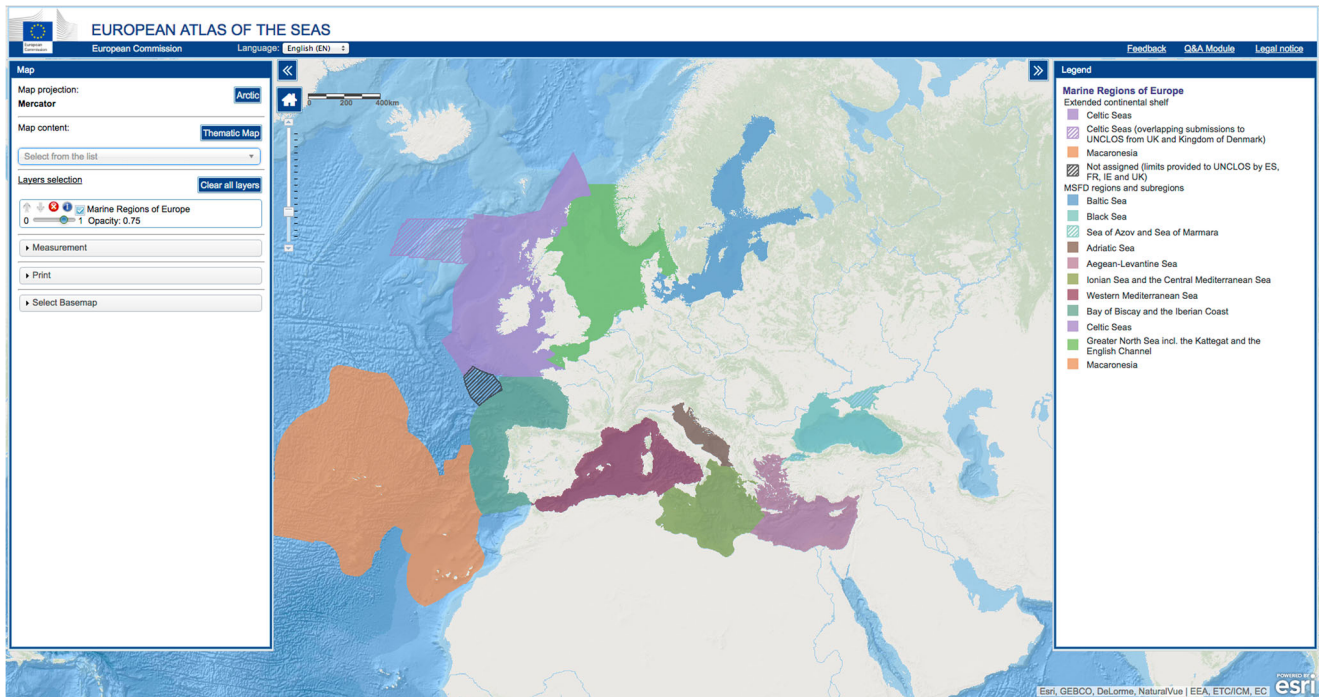 EUROPEAN ATLAS OF THE SEAS
European
Commission
European Commission
Language: English (EN)
Feedback Q&A Module Legal notice
Map
Map projection:
Mercator
Arctic
Map content:
Thematic Map
Select from the list
Layers selection
Clear all layers
Marine Regions of Europe
0 1 Opacity: 0.75
Measurement
Print
Select Basemap
0 200 400km
Legend
Marine Regions of Europe
Extended continental shelf
Celtic Seas
Celtic Seas (overlapping submissions to
UNCLOS from UK and Kingdom of Denmark)
Macaronesia
Not assigned (limits provided to UNCLOS by ES,
FR, IE and UK)
MSFD regions and subregions
Baltic Sea
Black Sea
Sea of Azov and Sea of Marmara
Adriatic Sea
Aegean-Levantine Sea
Ionian Sea and the Central Mediterranean Sea
Western Mediterranean Sea
Bay of Biscay and the Iberian Coast
Celtic Seas
Greater North Sea incl. the Kattegat and the
English Channel
Macaronesia
Esri, GEBCO, DeLorme, NaturalVue | EEA, ETC/ICM, EC
POWERED BY
esri